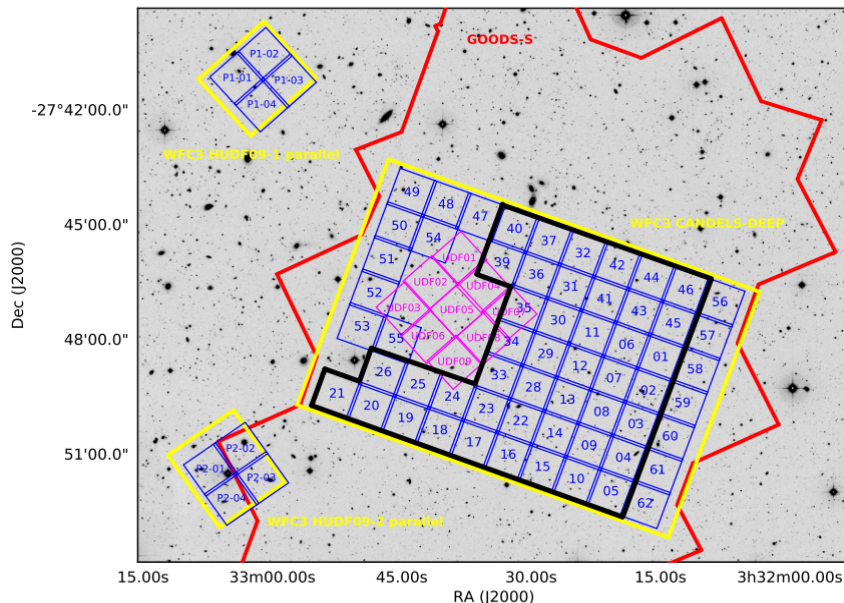 GOODS-S
P1-02
P1-01
P1-03
P1-04
-27°42'00.0"
WFC3 HUDF09-1 parallel
49
48
47
WFC3 CANDELS-DEEP
45'00.0"
50
54
40
37
32
42
44
46
56
51
UDF01
39
36
31
41
43
45
57
52
UDF02
UDF04
35
30
11
06
01
58
UDF03
UDF05
UDF07
53
55
UDF06
UDF08
34
29
12
07
02
59
48'00.0"
UDF09
33
28
13
08
03
60
26
25
24
23
22
14
09
04
61
21
20
19
18
17
16
15
10
05
62
51'00.0"
P2-02
P2-01
P2-03
P2-04
WFC3 HUDF09-2 parallel
Dec (J2000)
15.00s
33m00.00s
45.00s
30.00s
15.00s
3h32m00.00s
RA (J2000)